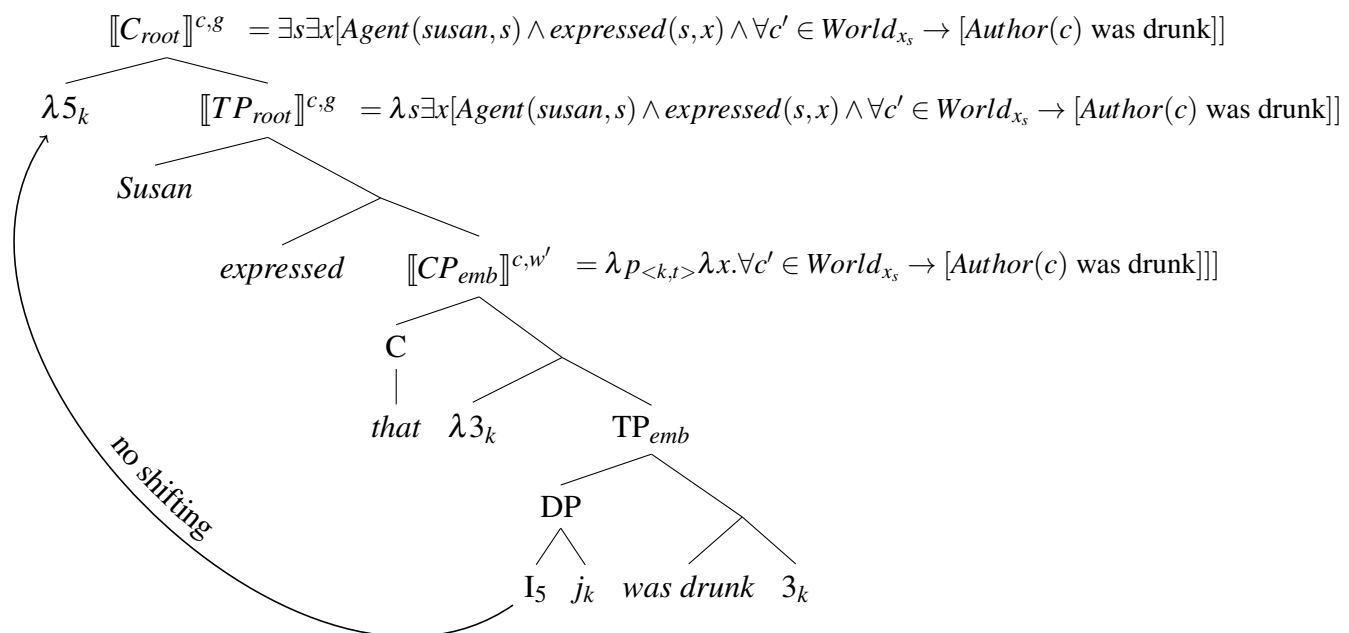 ⟦C_root⟧^{c,g} = ∃s∃x[Agent(susan, s) ∧ expressed(s, x) ∧ ∀c′ ∈ World_{x_s} → [Author(c) was drunk]]
λ5_k ⟦TP_root⟧^{c,g} = λs∃x[Agent(susan, s) ∧ expressed(s, x) ∧ ∀c′ ∈ World_{x_s} → [Author(c) was drunk]]
Susan
expressed ⟦CP_emb⟧^{c,w′} = λp_{<k,t>}λx.∀c′ ∈ World_{x_s} → [Author(c) was drunk]]]
C
that λ3_k TP_emb
no shifting
DP
I_5 j_k was drunk 3_k